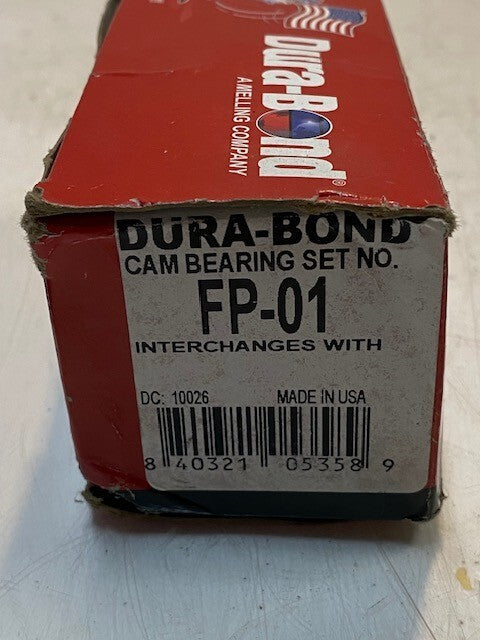 Dura-Bond®
A MELLING COMPANY
DURA-BOND
CAM BEARING SET NO.
FP-01
INTERCHANGES WITH
DC: 10026 MADE IN USA
8 40321 05358 9